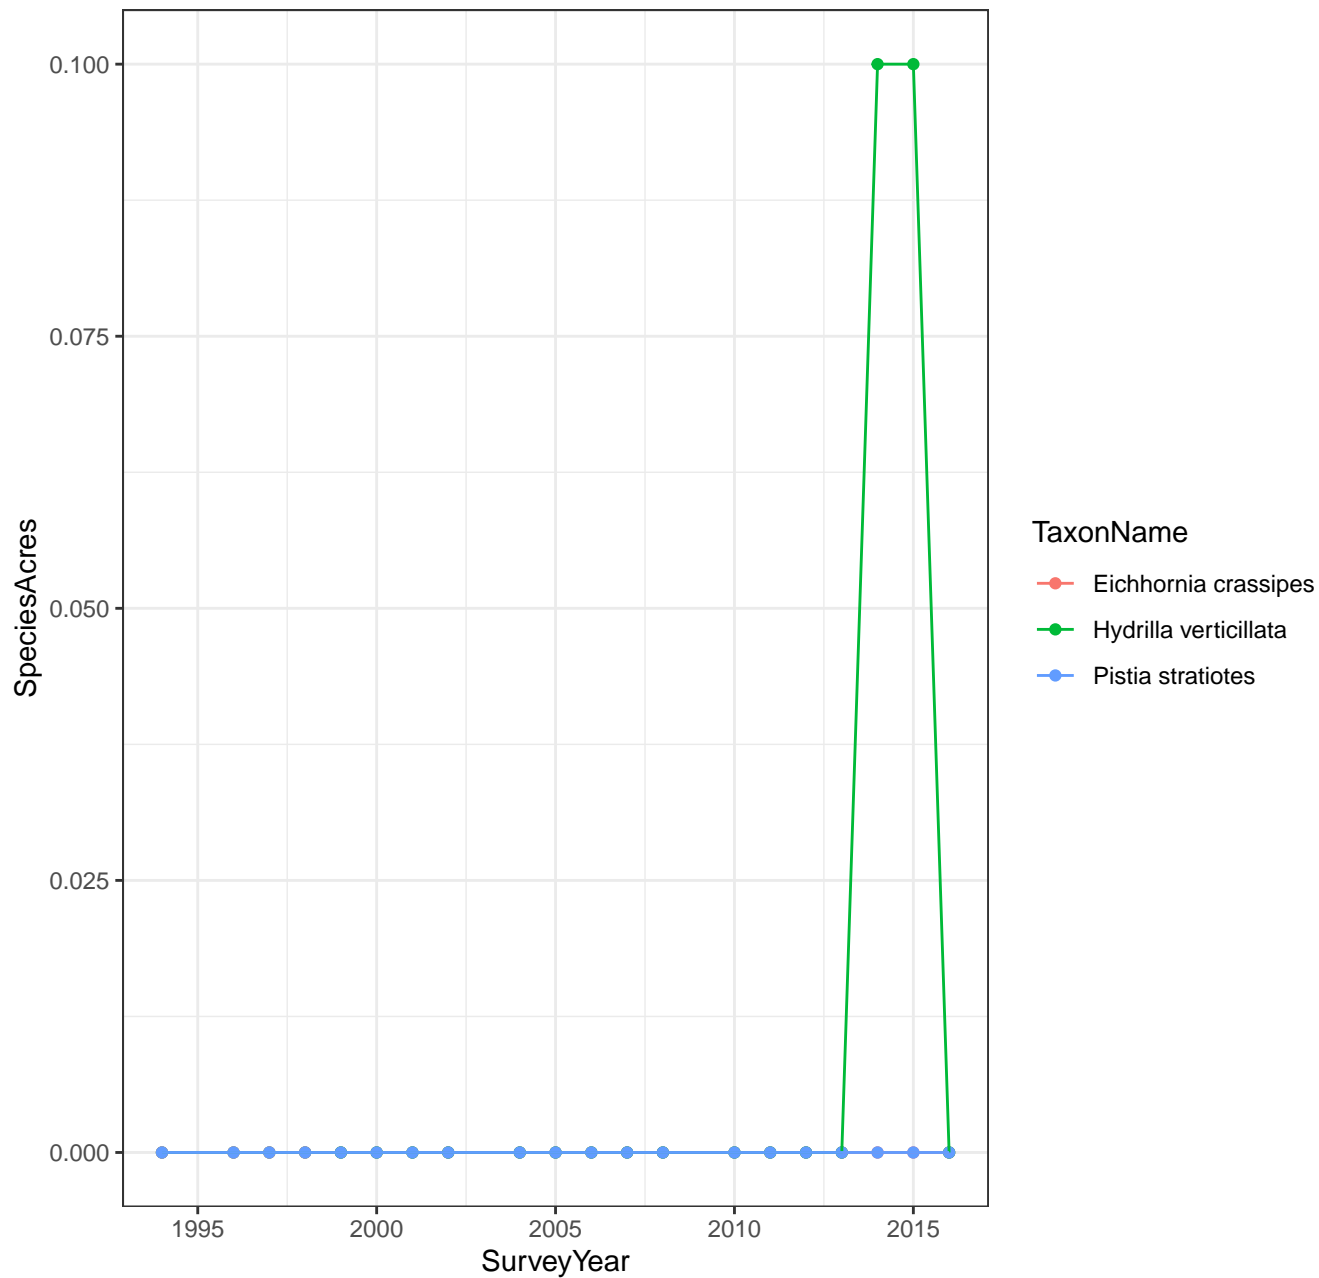 0.100
0.075
0.050
0.025
0.000
SpeciesAcres
1995 2000 2005 2010 2015
SurveyYear
TaxonName
Eichhornia crassipes
Hydrilla verticillata
Pistia stratiotes